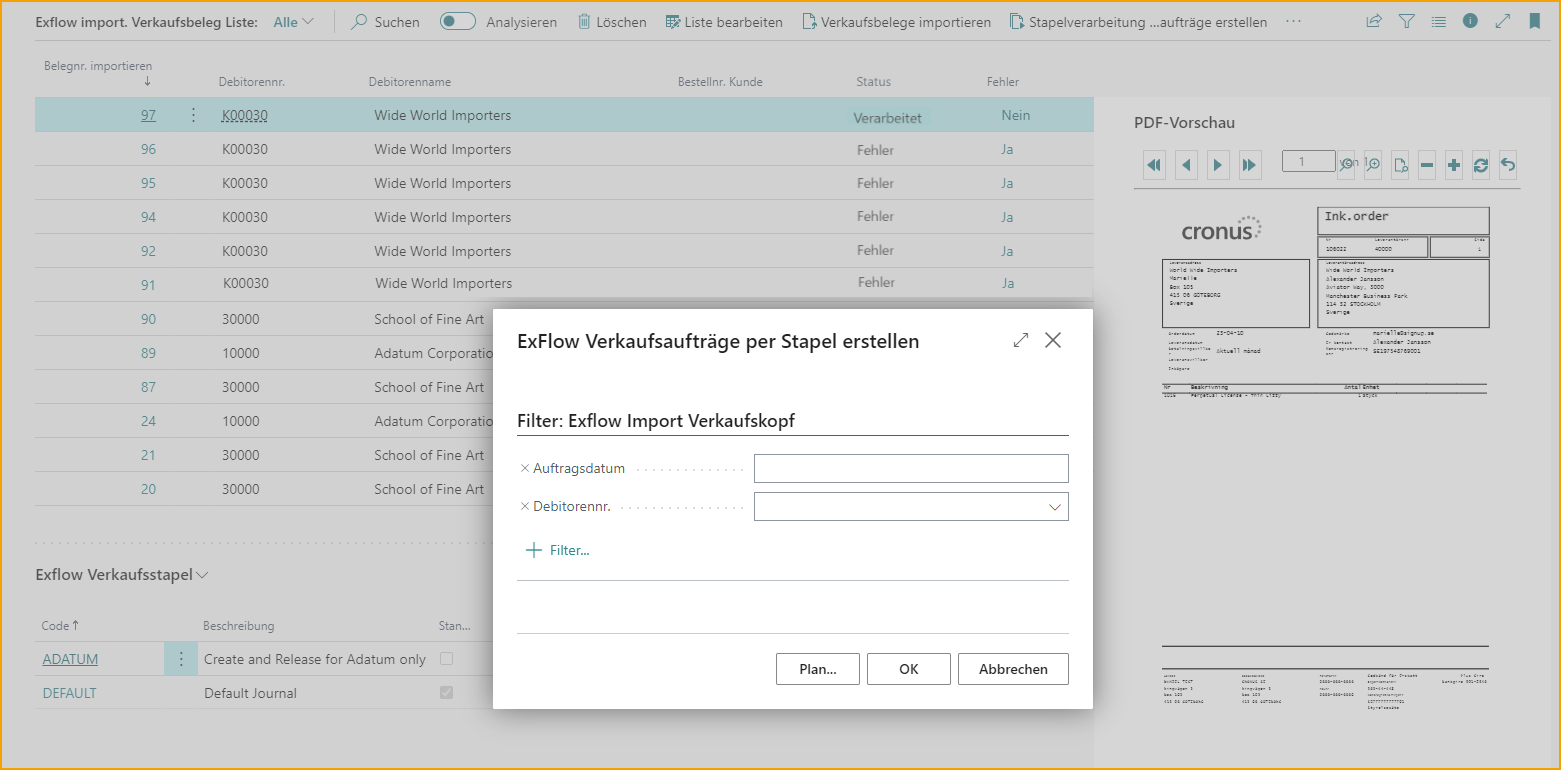 Exflow import. Verkaufsbeleg Liste: Alle Suchen Analysieren Löschen Liste bearbeiten Verkaufsbelege importieren Stapelverarbeitung ...aufträge erstellen ...
Belegnr. importieren Debitorennr. Debitorenname Bestellnr. Kunde Status Fehler
97 K00030 Wide World Importers Verarbeitet Nein
96 K00030 Wide World Importers Fehler Ja
95 K00030 Wide World Importers Fehler Ja
94 K00030 Wide World Importers Fehler Ja
92 K00030 Wide World Importers Fehler Ja
91 K00030 Wide World Importers Fehler Ja
90 30000 School of Fine Art
89 10000 Adatum Corporatio
87 30000 School of Fine Art
24 10000 Adatum Corporatio
21 30000 School of Fine Art
20 30000 School of Fine Art
Exflow Verkaufsstapel
Code ↑ Beschreibung Stan...
ADATUM Create and Release for Adatum only
DEFAULT Default Journal
ExFlow Verkaufsaufträge per Stapel erstellen
Filter: Exflow Import Verkaufskopf
Auftragsdatum
Debitorennr.
Filter...
Plan... OK Abbrechen
PDF-Vorschau
1 von 1
cronus
Ink.order
106022 40000 1
World Wide Importers
Marielle
Box 105
415 06 GÖTEBORG
Sverige
Wide World Importers
Alexander Jansson
Aviator Way, 3000
Manchester Business Park
114 32 STOCKHOLM
Sverige
Orderdatum 23-04-10
Aktuell månad
marielle@signup.se
Alexander Jansson
Nr Beskrivning Antal Enhet